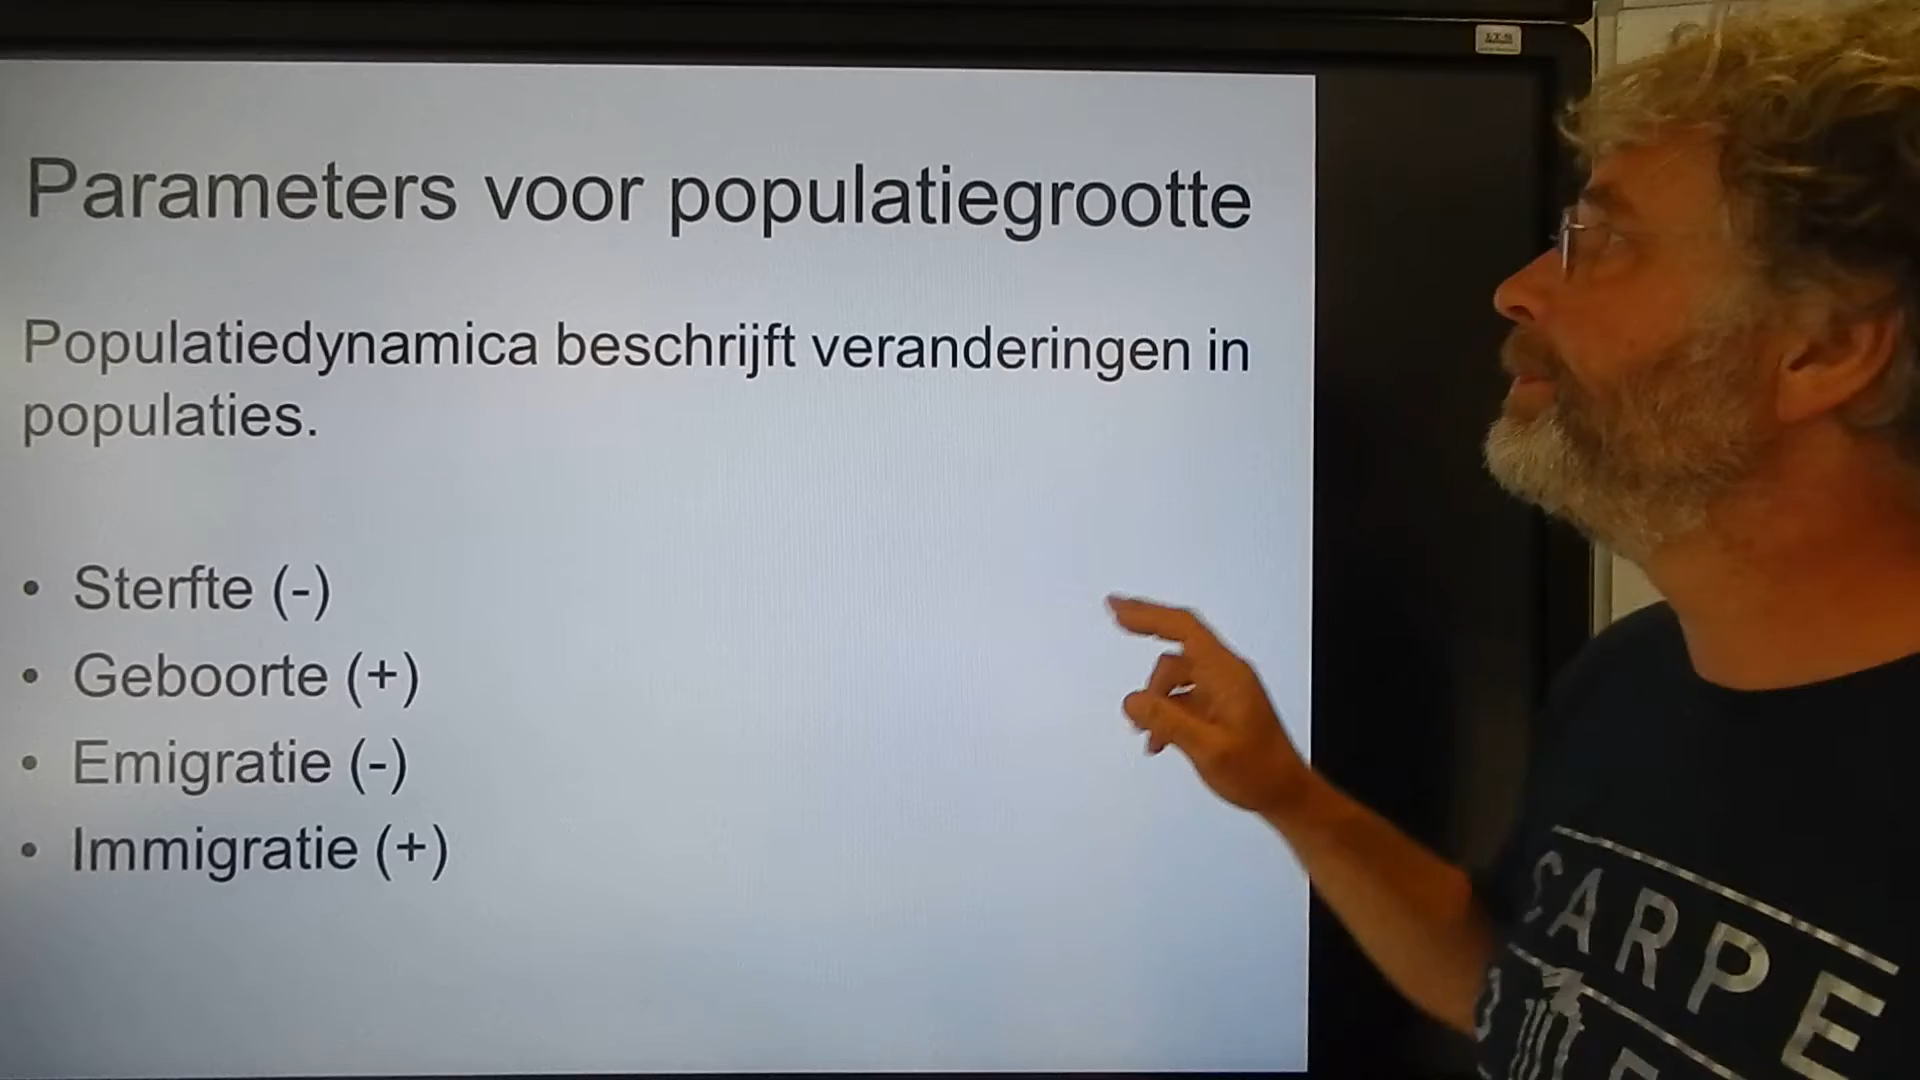 Parameters voor populatiegrootte
Populatiedynamica beschrijft veranderingen in
populaties.
• Sterfte (-)
• Geboorte (+)
• Emigratie (-)
• Immigratie (+)
CARPE